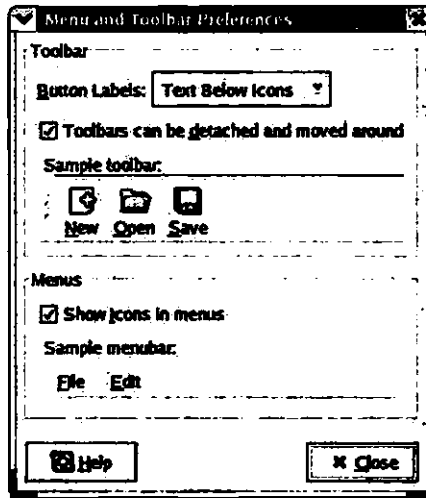 Menu and Toolbar Preferences
Toolbar
Button Labels: Text Below Icons
Toolbars can be detached and moved around
Sample toolbar:
New Open Save
Menus
Show icons in menus
Sample menubar:
File Edit
Help Close